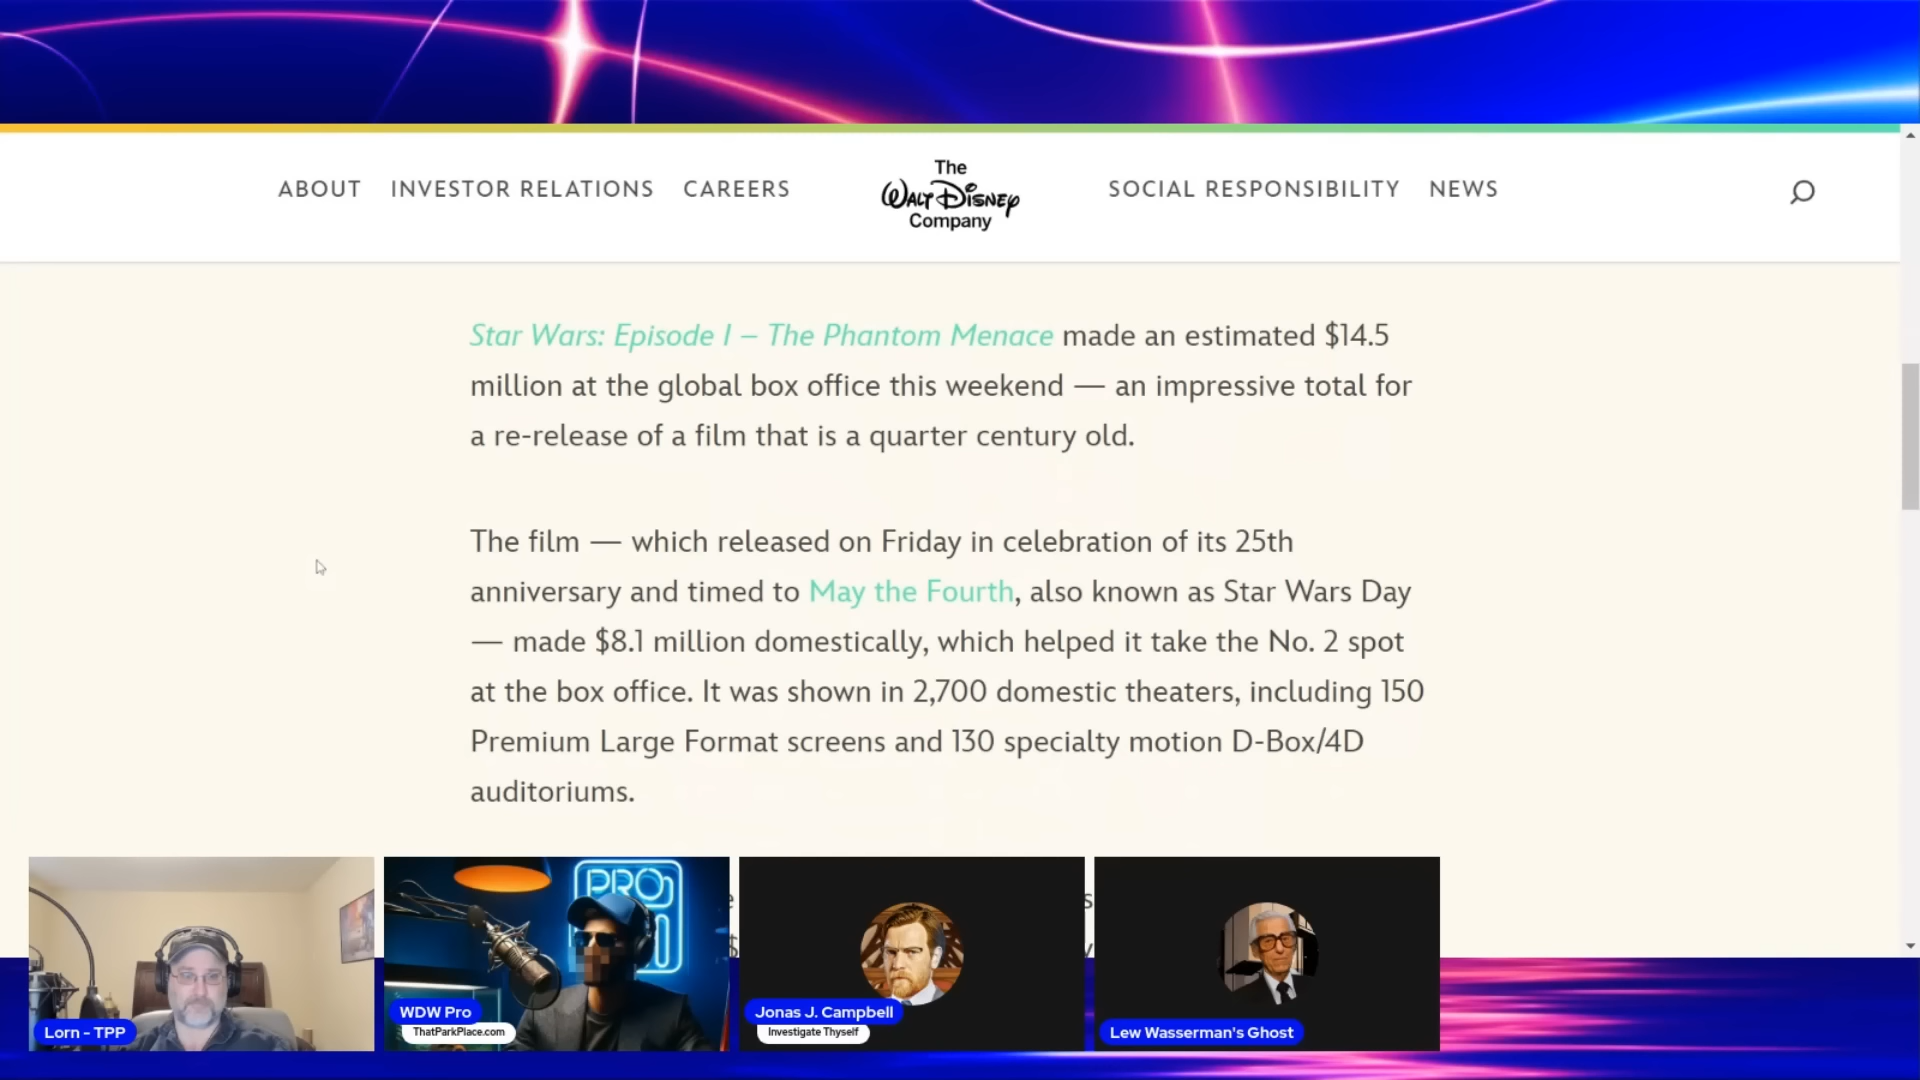 ABOUT INVESTOR RELATIONS CAREERS
The
WALT DISNEY
Company
SOCIAL RESPONSIBILITY NEWS
Star Wars: Episode I – The Phantom Menace made an estimated $14.5
million at the global box office this weekend — an impressive total for
a re-release of a film that is a quarter century old.
The film — which released on Friday in celebration of its 25th
anniversary and timed to May the Fourth, also known as Star Wars Day
— made $8.1 million domestically, which helped it take the No. 2 spot
at the box office. It was shown in 2,700 domestic theaters, including 150
Premium Large Format screens and 130 specialty motion D-Box/4D
auditoriums.
PRO
Lorn - TPP
WDW Pro
ThatParkPlace.com
Jonas J. Campbell
Investigate Thyself
Lew Wasserman's Ghost